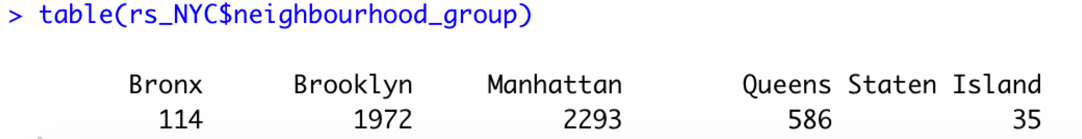 > table(rs_NYC$neighbourhood_group)
Bronx Brooklyn Manhattan Queens Staten Island
114 1972 2293 586 35